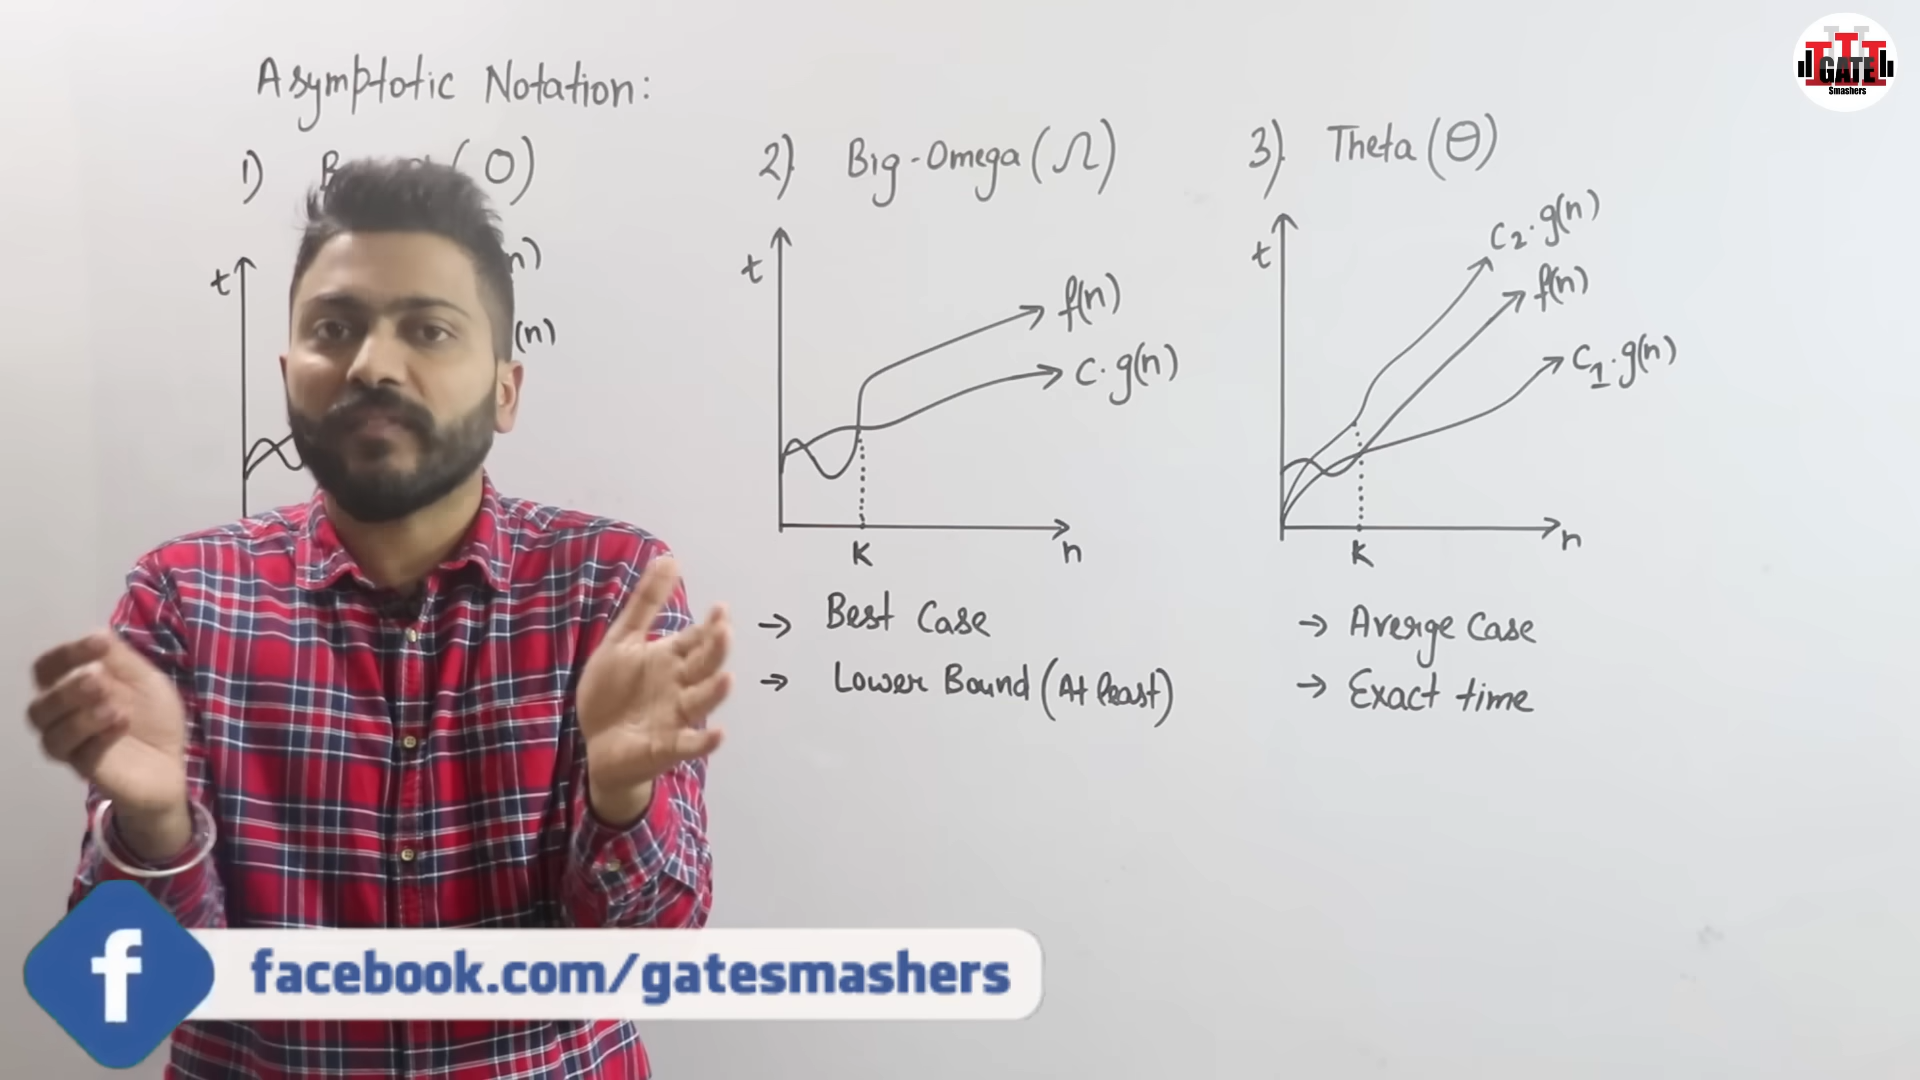 Asymptotic Notation:
1) (O)
t
n)
(n)
2) Big-Omega (Ω)
t
f(n)
c.g(n)
K
n
→ Best Case
→ Lower Bound (At least)
3) Theta (Θ)
t
c2.g(n)
f(n)
c1.g(n)
K
n
→ Averge Case
→ Exact time
GATE
Smashers
f
facebook.com/gatesmashers